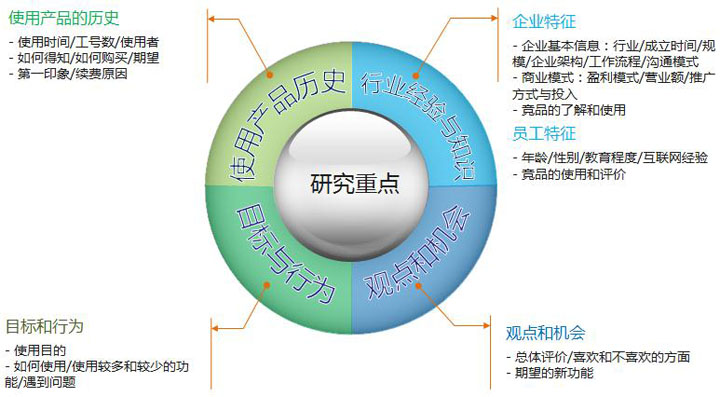 使用产品的历史
- 使用时间/工号数/使用者
- 如何得知/如何购买/期望
- 第一印象/续费原因
企业特征
- 企业基本信息：行业/成立时间/规
模/企业架构/工作流程/沟通模式
- 商业模式：盈利模式/营业额/推广
方式与投入
- 竞品的了解和使用
员工特征
- 年龄/性别/教育程度/互联网经验
- 竞品的使用和评价
使用产品历史
行业经验与知识
研究重点
目标与行为
观点和机会
目标和行为
- 使用目的
- 如何使用/使用较多和较少的功
能/遇到问题
观点和机会
- 总体评价/喜欢和不喜欢的方面
- 期望的新功能